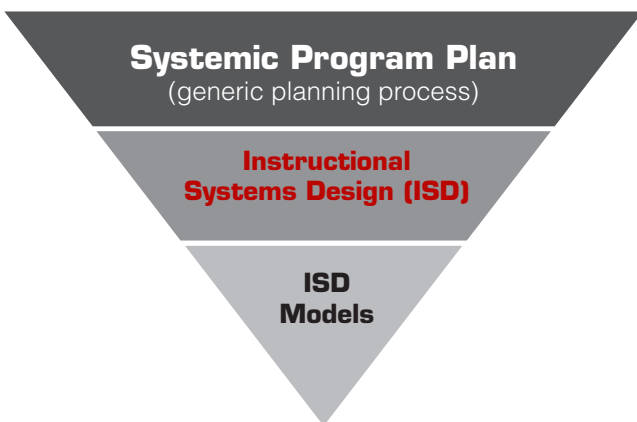 Systemic Program Plan
(generic planning process)
Instructional
Systems Design (ISD)
ISD
Models